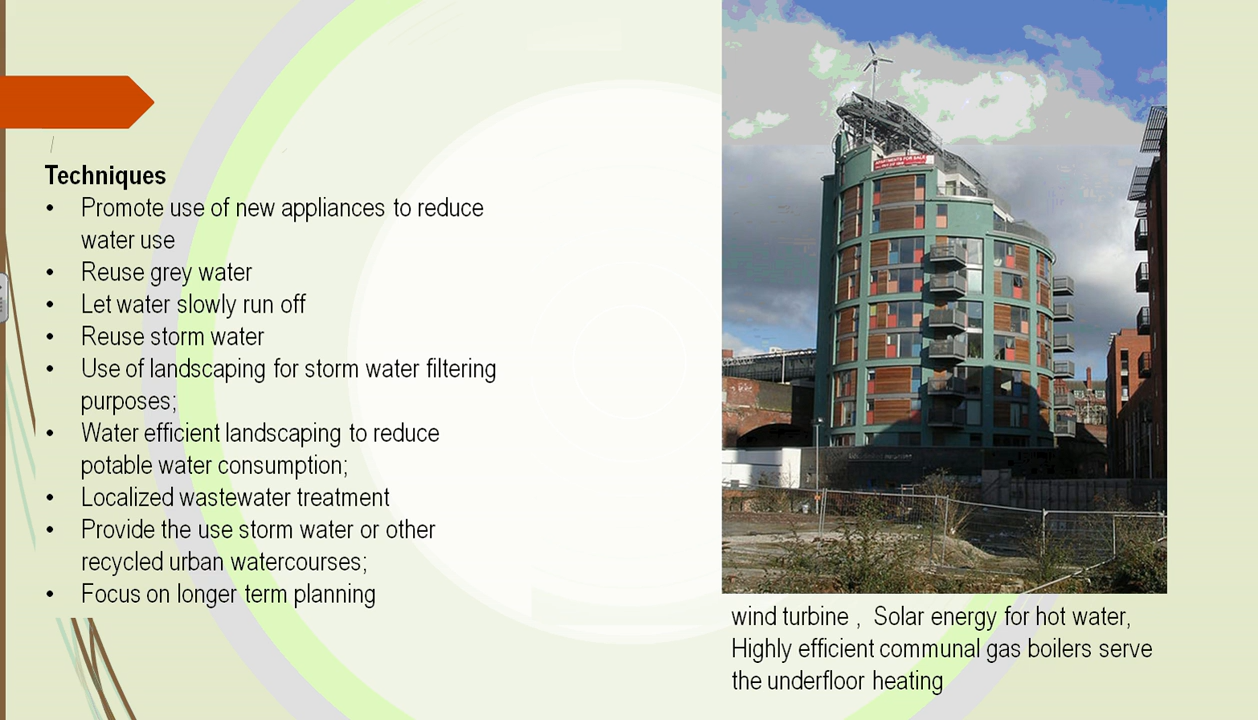 Techniques
• Promote use of new appliances to reduce
water use
• Reuse grey water
• Let water slowly run off
• Reuse storm water
• Use of landscaping for storm water filtering
purposes;
• Water efficient landscaping to reduce
potable water consumption;
• Localized wastewater treatment
• Provide the use storm water or other
recycled urban watercourses;
• Focus on longer term planning
APARTMENTS FOR SALE
wind turbine ,  Solar energy for hot water,
Highly efficient communal gas boilers serve
the underfloor heating